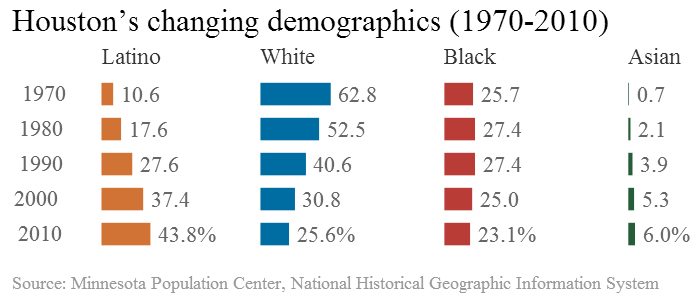 Houston’s changing demographics (1970-2010)
Latino White Black Asian
1970 10.6 62.8 25.7 0.7
1980 17.6 52.5 27.4 2.1
1990 27.6 40.6 27.4 3.9
2000 37.4 30.8 25.0 5.3
2010 43.8% 25.6% 23.1% 6.0%
Source: Minnesota Population Center, National Historical Geographic Information System